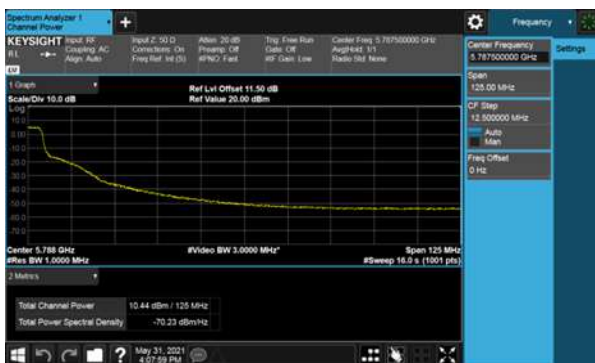 Spectrum Analyzer 1
Channel Power
Frequency
KEYSIGHT
Input: RF
Coupling: AC
Align: Auto
Input Z: 50 Ω
Corrections: On
Freq Ref: Int (S)
Atten: 20 dB
Preamp: Off
#PNO: Fast
Trig: Free Run
Gate: Off
#IF Gain: Low
Center Freq: 5.787500000 GHz
Avg|Hold: 1/1
Radio Std: None
Center Frequency
5.787500000 GHz
Settings
Span
125.00 MHz
CF Step
12.500000 MHz
Auto
Man
Freq Offset
0 Hz
1 Graph
Scale/Div 10.0 dB
Ref Lvl Offset 11.50 dB
Ref Value 20.00 dBm
Log
10.0
0.00
-10.0
-20.0
-30.0
-40.0
-50.0
-60.0
-70.0
Center 5.788 GHz
#Video BW 3.0000 MHz*
Span 125 MHz
#Res BW 1.0000 MHz
#Sweep 16.0 s (1001 pts)
2 Metrics
Total Channel Power
10.44 dBm / 125 MHz
Total Power Spectral Density
-70.23 dBm/Hz
May 31, 2021
4:07:59 PM